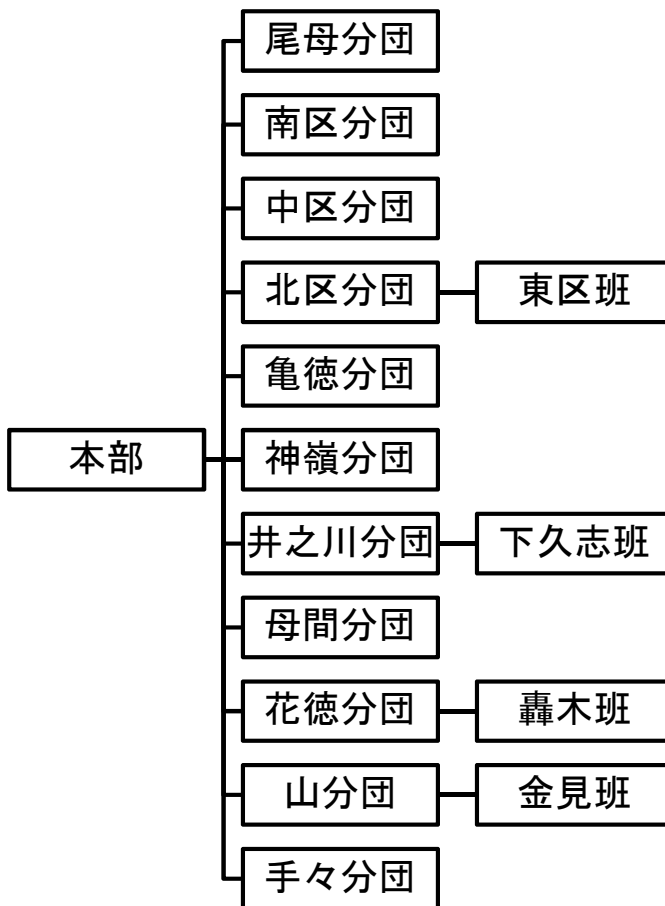 尾母分団
南区分団
中区分団
北区分団
東区班
亀徳分団
本部
神嶺分団
井之川分団
下久志班
母間分団
花徳分団
轟木班
山分団
金見班
手々分団